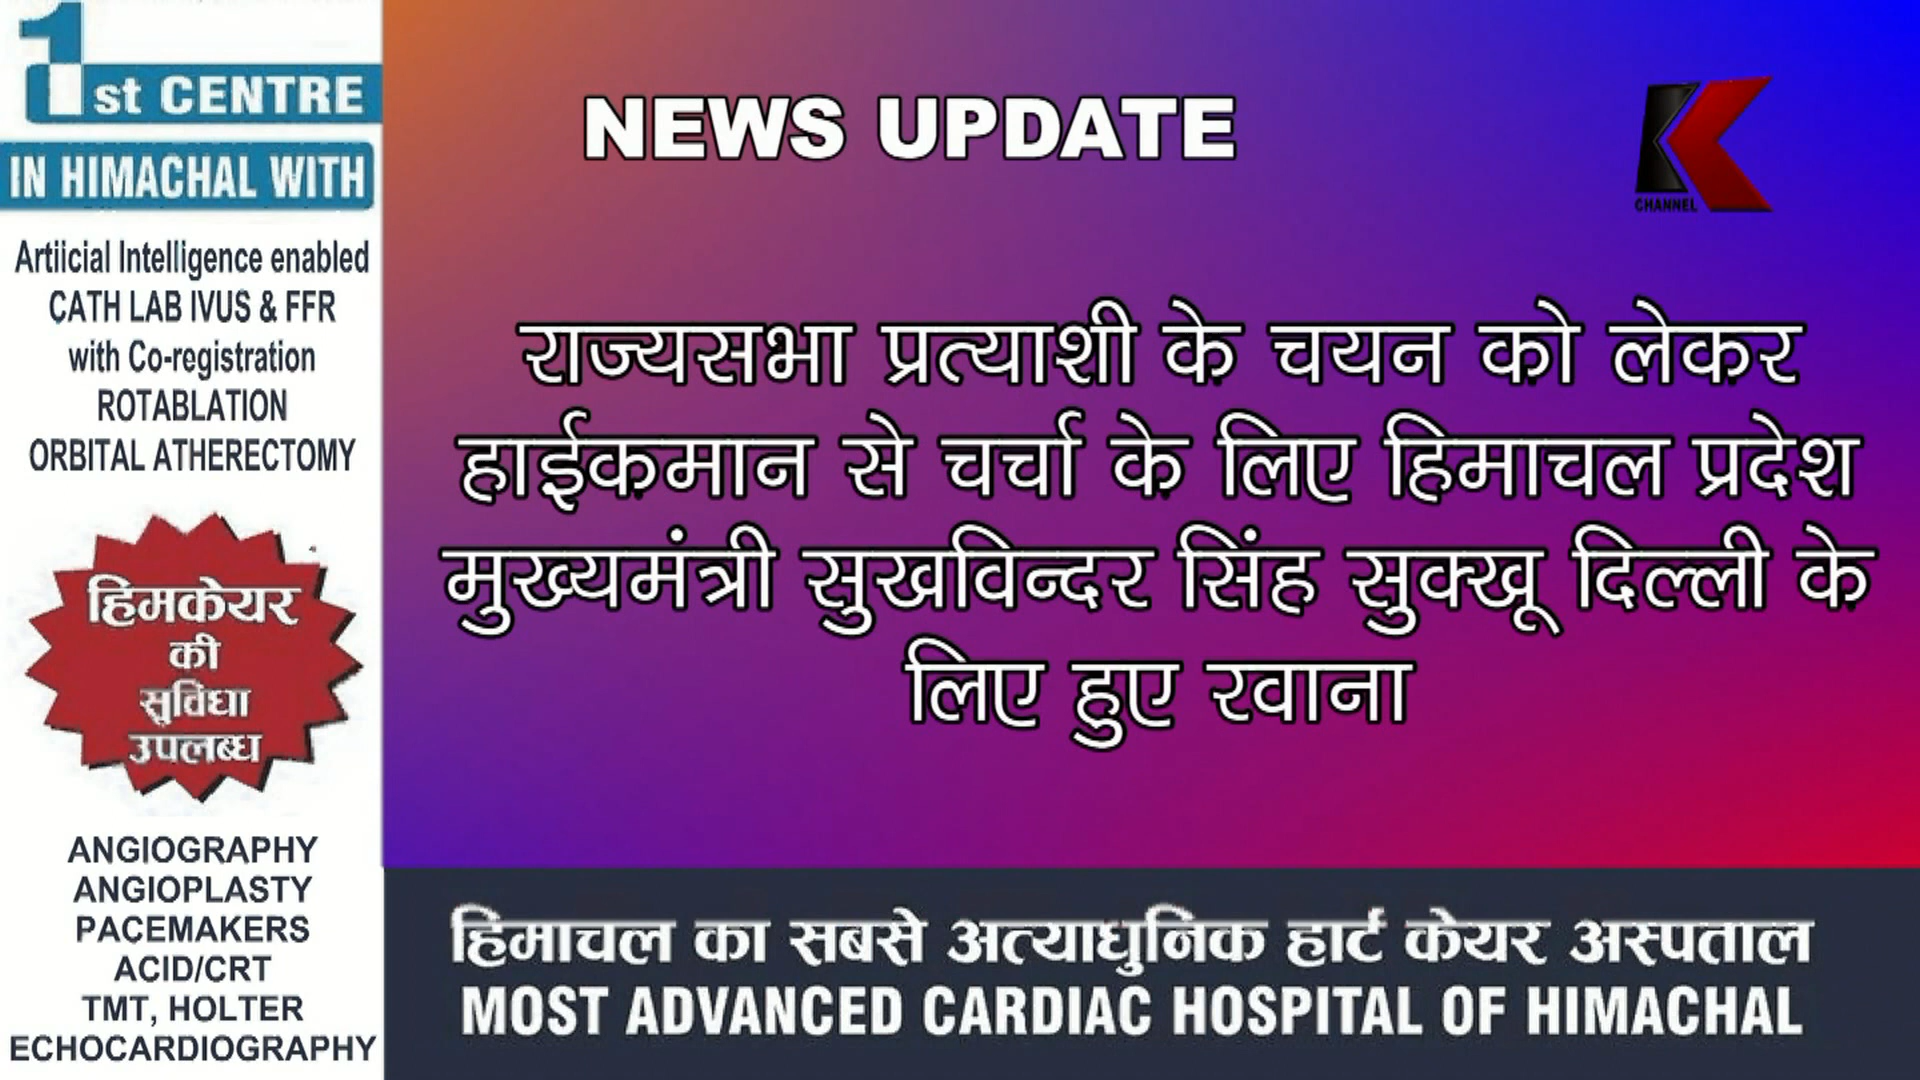 1st CENTRE
IN HIMACHAL WITH
Artiicial Intelligence enabled
CATH LAB IVUS & FFR
with Co-registration
ROTABLATION
ORBITAL ATHERECTOMY
हिमकेयर
की
सुविधा
उपलब्ध
ANGIOGRAPHY
ANGIOPLASTY
PACEMAKERS
ACID/CRT
TMT, HOLTER
ECHOCARDIOGRAPHY
NEWS UPDATE
K
CHANNEL
राज्यसभा प्रत्याशी के चयन को लेकर
हाईकमान से चर्चा के लिए हिमाचल प्रदेश
मुख्यमंत्री सुखविन्दर सिंह सुक्खू दिल्ली के
लिए हुए रवाना
हिमाचल का सबसे अत्याधुनिक हार्ट केयर अस्पताल
MOST ADVANCED CARDIAC HOSPITAL OF HIMACHAL